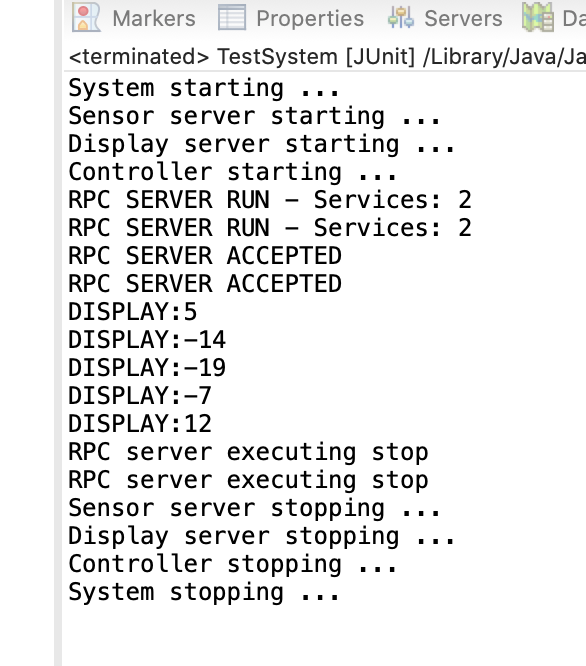 Markers Properties Servers Da
<terminated> TestSystem [JUnit] /Library/Java/Ja
System starting ...
Sensor server starting ...
Display server starting ...
Controller starting ...
RPC SERVER RUN – Services: 2
RPC SERVER RUN – Services: 2
RPC SERVER ACCEPTED
RPC SERVER ACCEPTED
DISPLAY:5
DISPLAY:–14
DISPLAY:–19
DISPLAY:–7
DISPLAY:12
RPC server executing stop
RPC server executing stop
Sensor server stopping ...
Display server stopping ...
Controller stopping ...
System stopping ...